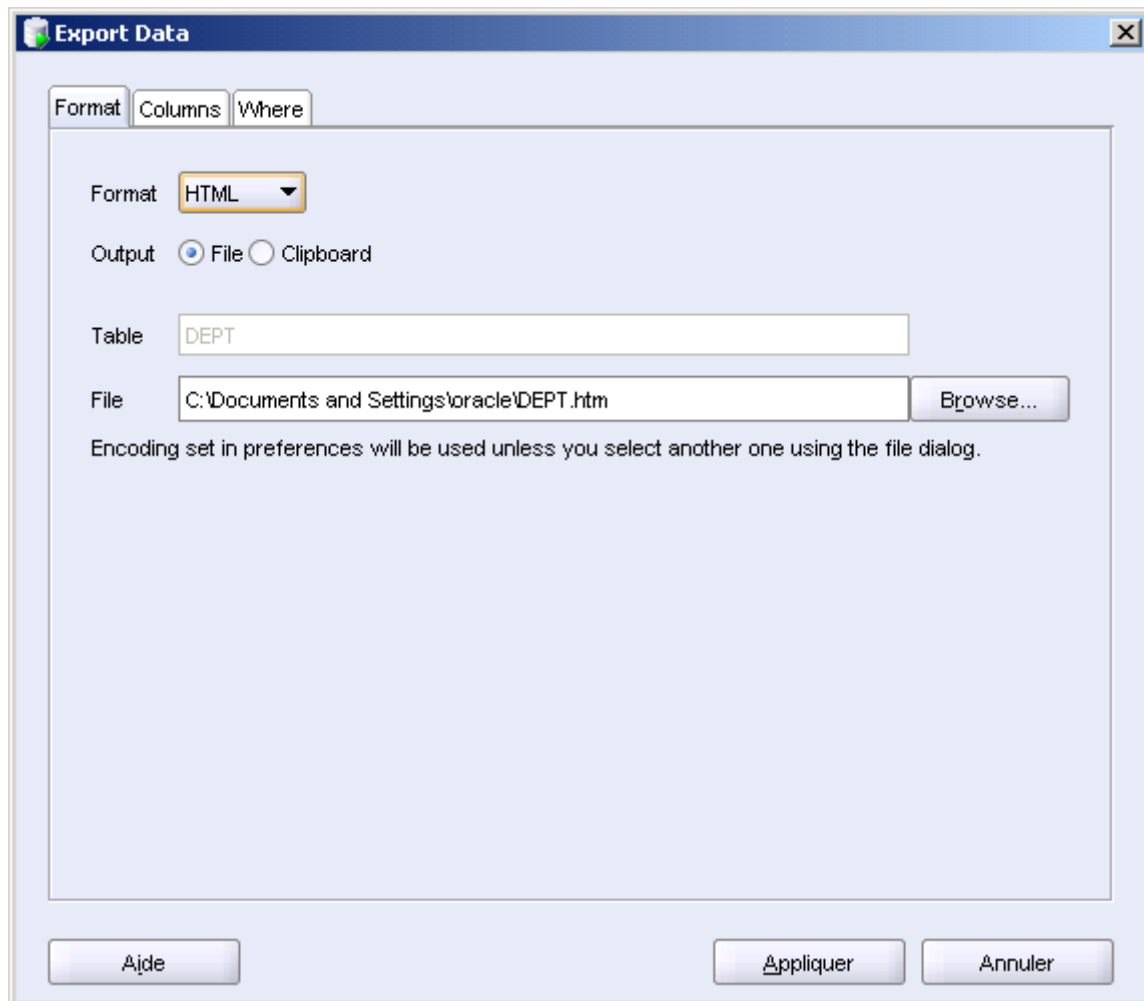 Export Data
Format Columns Where
Format HTML
Output File Clipboard
Table DEPT
File C:\Documents and Settings\oracle\DEPT.htm Browse...
Encoding set in preferences will be used unless you select another one using the file dialog.
Aide Appliquer Annuler